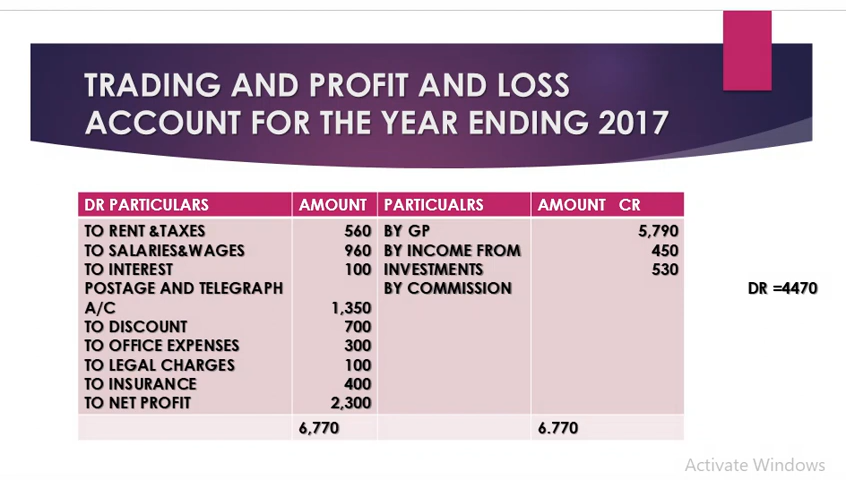 TRADING AND PROFIT AND LOSS
ACCOUNT FOR THE YEAR ENDING 2017
DR PARTICULARS AMOUNT PARTICUALRS AMOUNT CR
TO RENT &TAXES 560 BY GP 5,790
TO SALARIES&WAGES 960 BY INCOME FROM 450
TO INTEREST 100 INVESTMENTS 530
POSTAGE AND TELEGRAPH BY COMMISSION DR =4470
A/C 1,350
TO DISCOUNT 700
TO OFFICE EXPENSES 300
TO LEGAL CHARGES 100
TO INSURANCE 400
TO NET PROFIT 2,300
6,770 6.770
Activate Windows